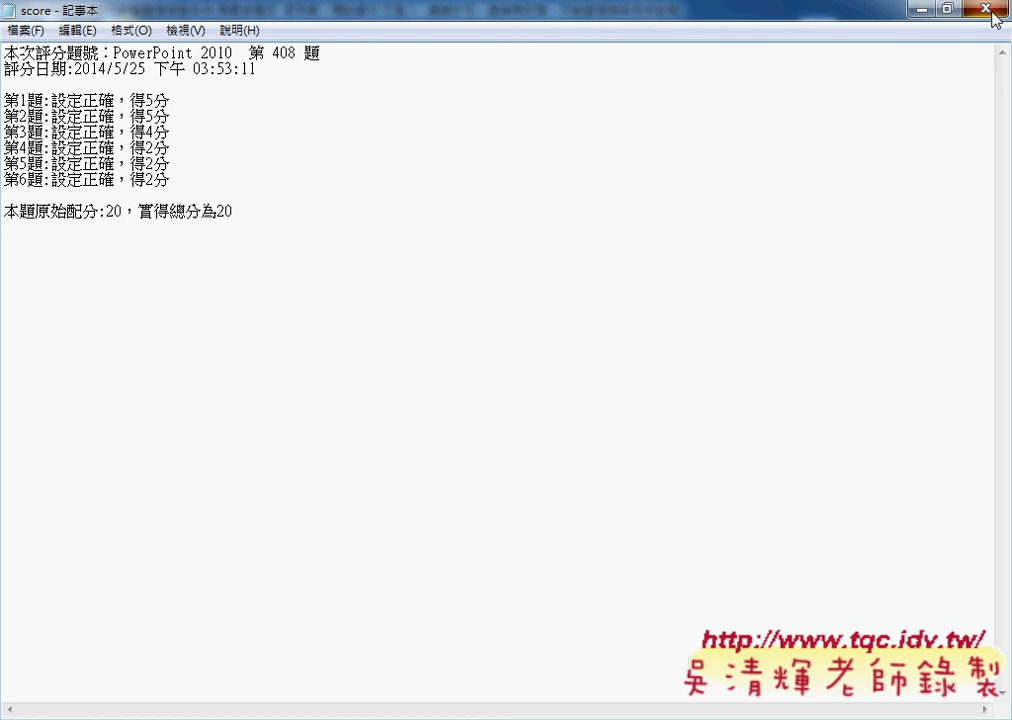 score - 記事本
檔案(F) 編輯(E) 格式(O) 檢視(V) 說明(H)
本次評分題號：PowerPoint 2010 第 408 題
評分日期:2014/5/25 下午 03:53:11
第1題:設定正確，得5分
第2題:設定正確，得5分
第3題:設定正確，得4分
第4題:設定正確，得2分
第5題:設定正確，得2分
第6題:設定正確，得2分
本題原始配分:20，實得總分為20
http://www.tqc.idv.tw/
吳清輝老師錄製